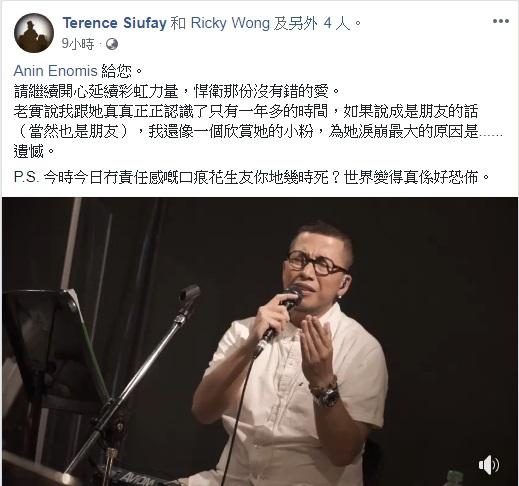 Terence Siufay 和 Ricky Wong 及另外 4 人。
9小時 ·
Anin Enomis 給您。
請繼續開心延續彩虹力量，悍衛那份沒有錯的愛。
老實說我跟她真真正正認識了只有一年多的時間，如果說成是朋友的話
（當然也是朋友），我還像一個欣賞她的小粉，為她淚崩最大的原因是......
遺憾。
P.S. 今時今日冇責任感嘅口痕花生友你地幾時死？世界變得真係好恐佈。
AVIOM